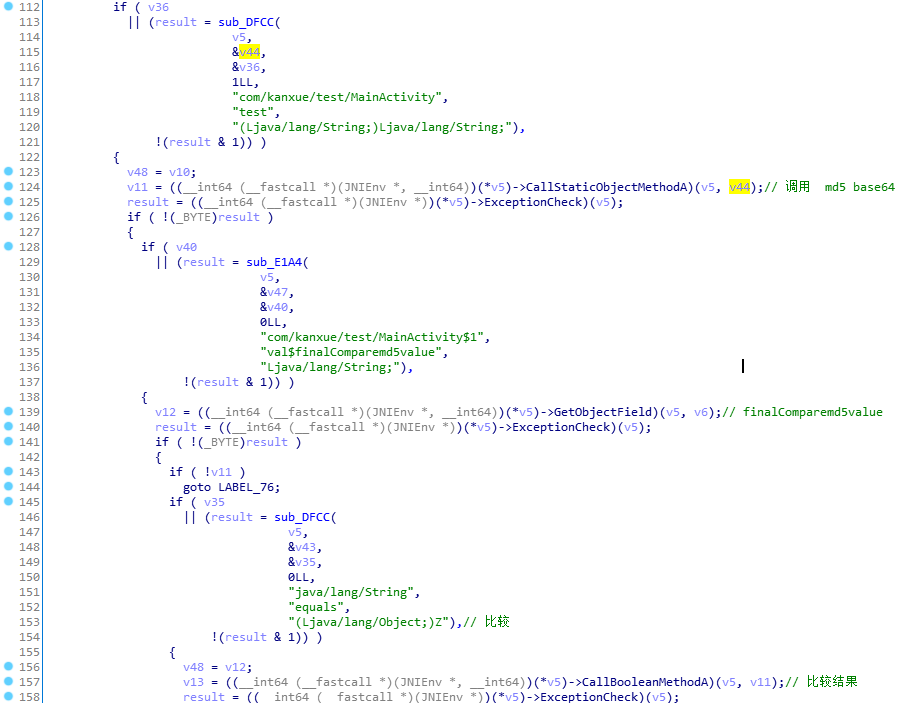 112 if ( v36
113 || (result = sub_DFCC(
114 v5,
115 &v44,
116 &v36,
117 1LL,
118 "com/kanxue/test/MainActivity",
119 "test",
120 "(Ljava/lang/String;)Ljava/lang/String;"),
121 !(result & 1)) )
122 {
123 v48 = v10;
124 v11 = ((__int64 (__fastcall *)(JNIEnv *, __int64))(*v5)->CallStaticObjectMethodA)(v5, v44);// 调用 md5 base64
125 result = ((__int64 (__fastcall *)(JNIEnv *))(*v5)->ExceptionCheck)(v5);
126 if ( !(_BYTE)result )
127 {
128 if ( v40
129 || (result = sub_E1A4(
130 v5,
131 &v47,
132 &v40,
133 0LL,
134 "com/kanxue/test/MainActivity$1",
135 "val$finalComparemd5value",
136 "Ljava/lang/String;"),
137 !(result & 1)) )
138 {
139 v12 = ((__int64 (__fastcall *)(JNIEnv *, __int64))(*v5)->GetObjectField)(v5, v6);// finalComparemd5value
140 result = ((__int64 (__fastcall *)(JNIEnv *))(*v5)->ExceptionCheck)(v5);
141 if ( !(_BYTE)result )
142 {
143 if ( !v11 )
144 goto LABEL_76;
145 if ( v35
146 || (result = sub_DFCC(
147 v5,
148 &v43,
149 &v35,
150 0LL,
151 "java/lang/String",
152 "equals",
153 "(Ljava/lang/Object;)Z"),// 比较
154 !(result & 1)) )
155 {
156 v48 = v12;
157 v13 = ((__int64 (__fastcall *)(JNIEnv *, __int64))(*v5)->CallBooleanMethodA)(v5, v11);// 比较结果
158 result = ((__int64 (__fastcall *)(JNIEnv *))(*v5)->ExceptionCheck)(v5);